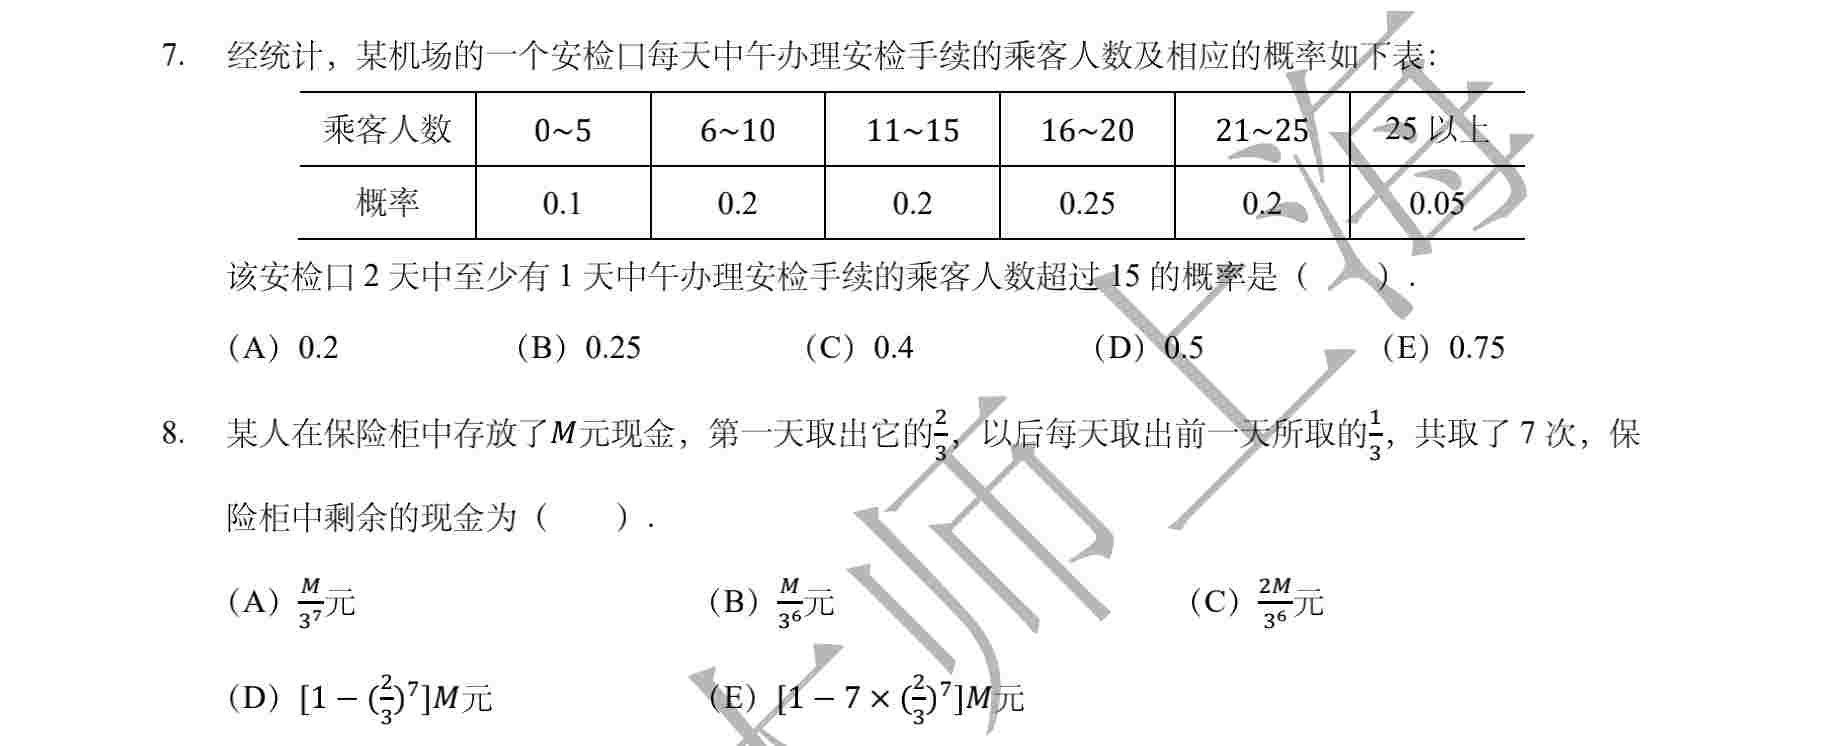 7. 经统计，某机场的一个安检口每天中午办理安检手续的乘客人数及相应的概率如下表：
乘客人数 0~5 6~10 11~15 16~20 21~25 25 以上
概率 0.1 0.2 0.2 0.25 0.2 0.05
该安检口 2 天中至少有 1 天中午办理安检手续的乘客人数超过 15 的概率是（ ）.
（A）0.2 （B）0.25 （C）0.4 （D）0.5 （E）0.75
8. 某人在保险柜中存放了M元现金，第一天取出它的2/3，以后每天取出前一天所取的1/3，共取了 7 次，保
险柜中剩余的现金为（ ）.
（A）M/3⁷元 （B）M/3⁶元 （C）2M/3⁶元
（D）[1 − (2/3)⁷]M元 （E）[1 − 7 × (2/3)⁷]M元
师上海